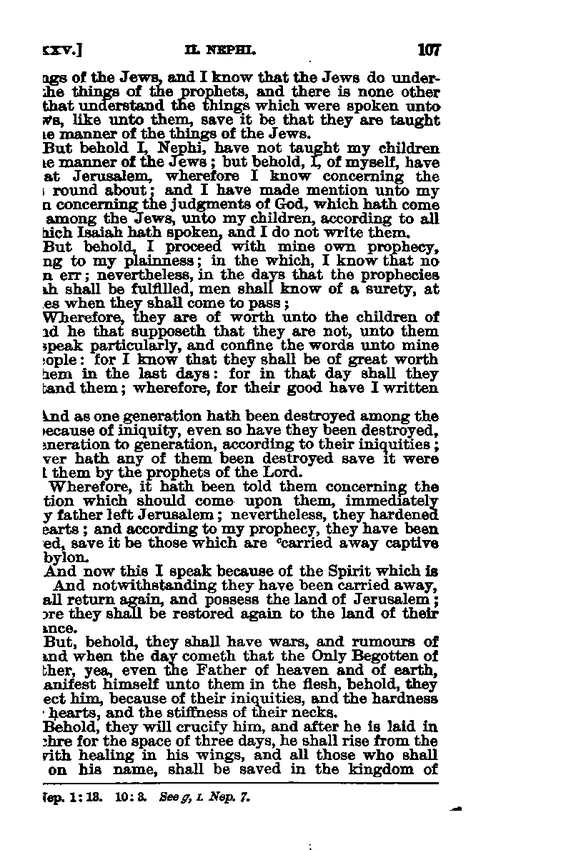 XXV.] II. NEPHI. 107
ngs of the Jews, and I know that the Jews do under-
the things of the prophets, and there is none other
that understand the things which were spoken unto
ws, like unto them, save it be that they are taught
he manner of the things of the Jews.
But behold I, Nephi, have not taught my children
he manner of the Jews; but behold, I, of myself, have
at Jerusalem, wherefore I know concerning the
round about; and I have made mention unto my
n concerning the judgments of God, which hath come
among the Jews, unto my children, according to all
hich Isaiah hath spoken, and I do not write them.
But behold, I proceed with mine own prophecy,
ng to my plainness; in the which, I know that no
n err; nevertheless, in the days that the prophecies
ah shall be fulfilled, men shall know of a surety, at
es when they shall come to pass;
Wherefore, they are of worth unto the children of
nd he that supposeth that they are not, unto them
speak particularly, and confine the words unto mine
eople: for I know that they shall be of great worth
hem in the last days: for in that day shall they
tand them; wherefore, for their good have I written
And as one generation hath been destroyed among the
because of iniquity, even so have they been destroyed,
eneration to generation, according to their iniquities;
ver hath any of them been destroyed save it were
l them by the prophets of the Lord.
Wherefore, it hath been told them concerning the
tion which should come upon them, immediately
y father left Jerusalem; nevertheless, they hardened
earts; and according to my prophecy, they have been
ed, save it be those which are carried away captive
bylon.
And now this I speak because of the Spirit which is
And notwithstanding they have been carried away,
all return again, and possess the land of Jerusalem;
ore they shall be restored again to the land of their
ance.
But, behold, they shall have wars, and rumours of
and when the day cometh that the Only Begotten of
ther, yea, even the Father of heaven and of earth,
anifest himself unto them in the flesh, behold, they
ect him, because of their iniquities, and the hardness
hearts, and the stiffness of their necks.
Behold, they will crucify him, and after he is laid in
chre for the space of three days, he shall rise from the
with healing in his wings, and all those who shall
on his name, shall be saved in the kingdom of
Nep. 1: 13. 10: 3. See g, I. Nep. 7.